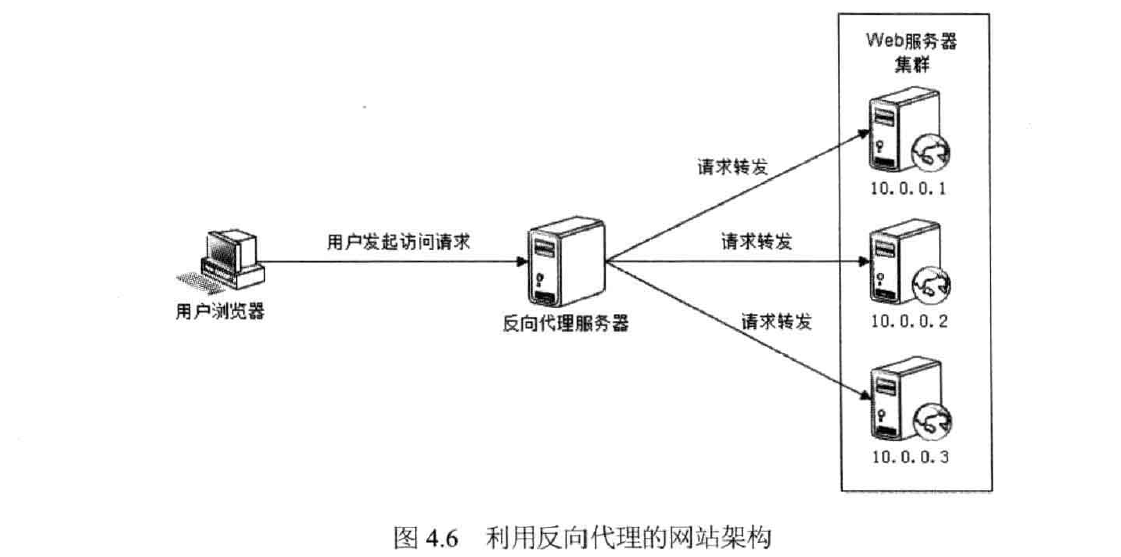 Web服务器
集群
10.0.0.1
请求转发
用户发起访问请求
请求转发
10.0.0.2
用户浏览器
反向代理服务器
请求转发
10.0.0.3
图 4.6 利用反向代理的网站架构